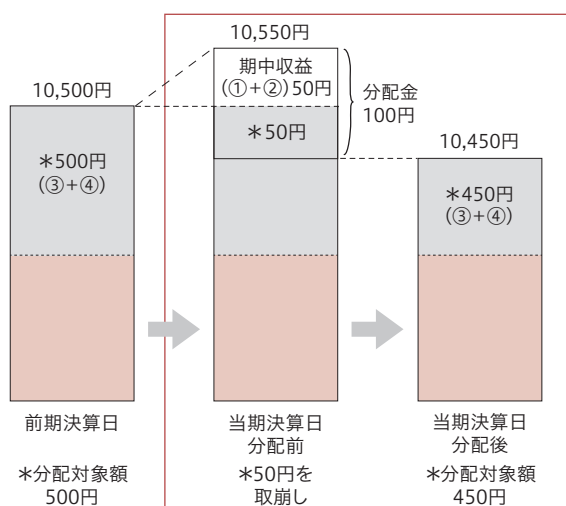 10,550円
期中収益
(①+②)50円
分配金
100円
10,500円
＊50円
10,450円
＊500円
(③+④)
＊450円
(③+④)
前期決算日
当期決算日
分配前
当期決算日
分配後
＊分配対象額
500円
＊50円を
取崩し
＊分配対象額
450円